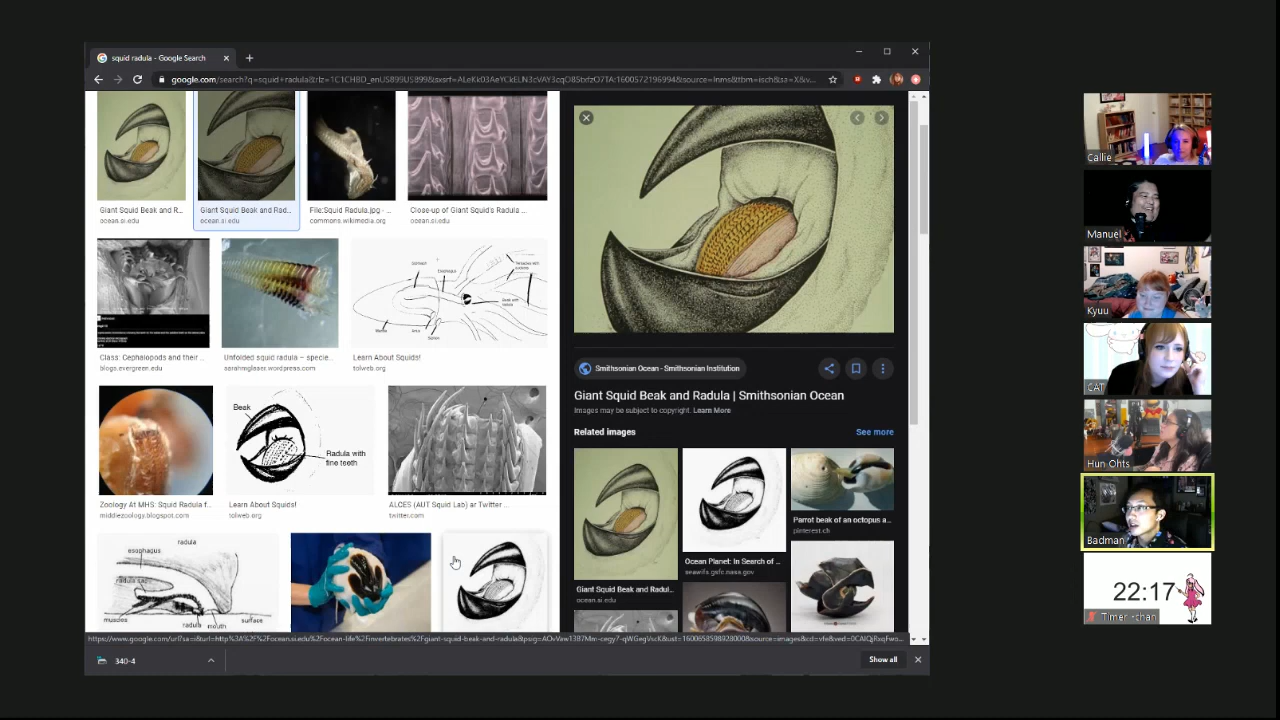 squid radula - Google Search
Giant Squid Beak and R...
ocean.si.edu
Giant Squid Beak and Rad...
ocean.si.edu
File:Squid Radula.jpg - ...
commons.wikimedia.org
Close-up of Giant Squid's Radula ...
ocean.si.edu
Class: Cephalopods and their ...
blogs.evergreen.edu
Unfolded squid radula – specie...
sarahmglaser.wordpress.com
Learn About Squids!
tolweb.org
Beak
Radula with
fine teeth
Zoology At MHS: Squid Radula f...
middlezoology.blogspot.com
Learn About Squids!
tolweb.org
ALCES (AUT Squid Lab) on Twitter ...
twitter.com
radula
esophagus
radula sac
muscles
radula
mouth
surface
Smithsonian Ocean - Smithsonian Institution
Giant Squid Beak and Radula | Smithsonian Ocean
Images may be subject to copyright. Learn More
Related images
See more
Giant Squid Beak and Radul...
ocean.si.edu
Ocean Planet: In Search of ...
seawifs.gsfc.nasa.gov
Parrot beak of an octopus a...
pinterest.ch
340-4
Show all
Callie
Manuel
Kyuu
CAT
Hun Ohts
Badman
22:17
Timer -chan